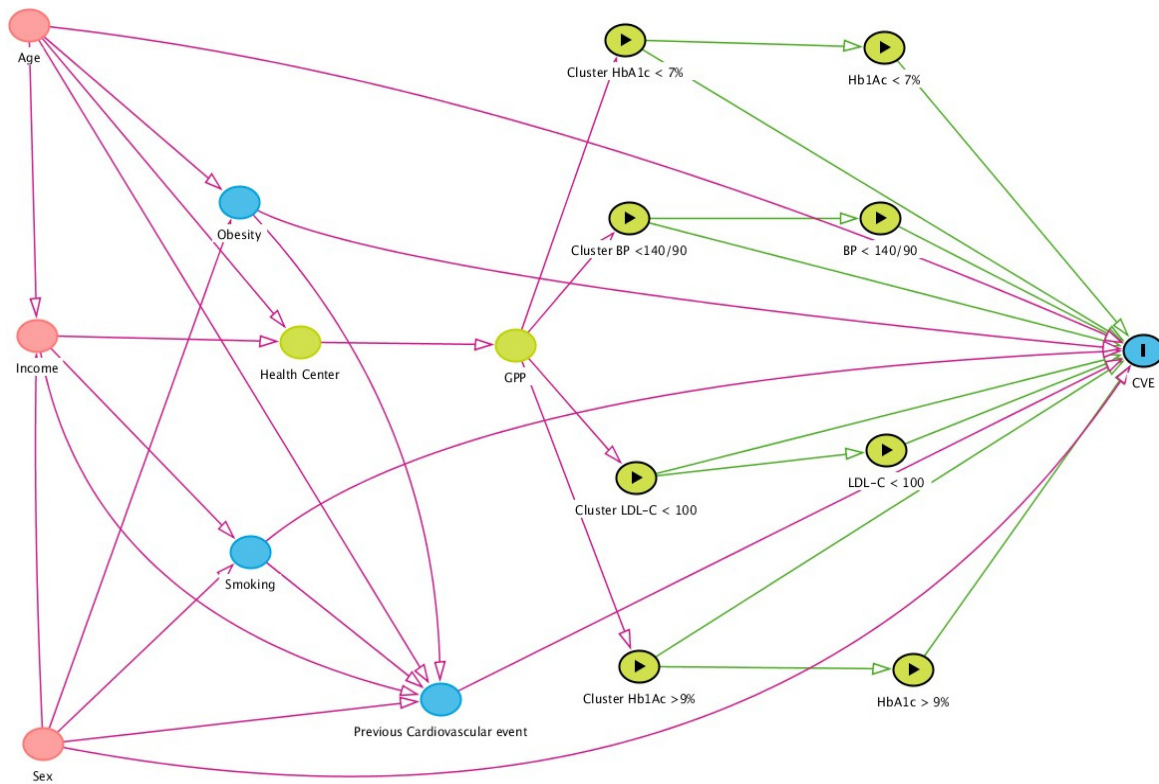 Age
Cluster HbA1c < 7%
Hb1Ac < 7%
Obesity
Cluster BP <140/90
BP < 140/90
Income
Health Center
GPP
CVE
Cluster LDL-C < 100
LDL-C < 100
Smoking
Cluster Hb1Ac >9%
HbA1c > 9%
Previous Cardiovascular event
Sex
I